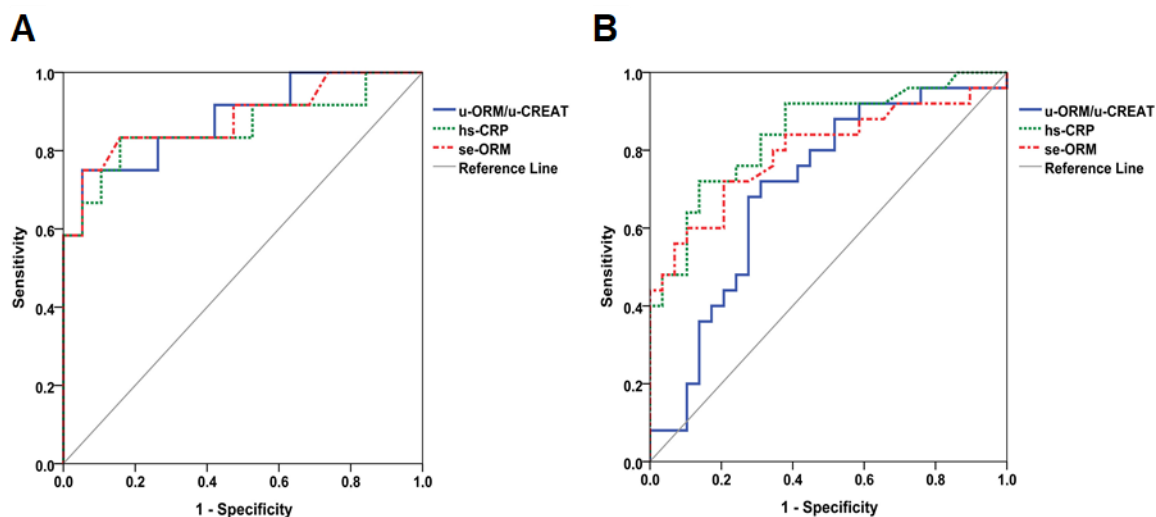 A
1.0
0.8
0.6
0.4
0.2
0.0
Sensitivity
0.0 0.2 0.4 0.6 0.8 1.0
1 - Specificity
u-ORM/u-CREAT
hs-CRP
se-ORM
Reference Line
B
1.0
0.8
0.6
0.4
0.2
0.0
Sensitivity
0.0 0.2 0.4 0.6 0.8 1.0
1 - Specificity
u-ORM/u-CREAT
hs-CRP
se-ORM
Reference Line